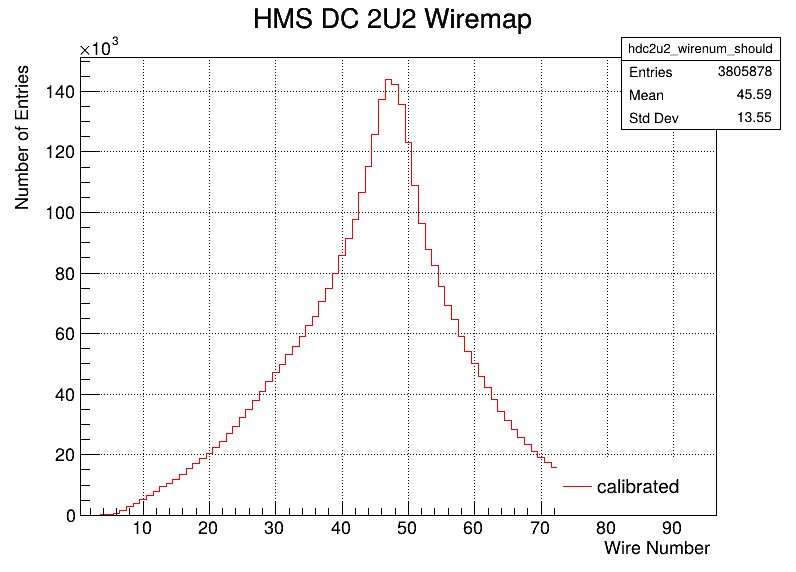 HMS DC 2U2 Wiremap
×10³
hdc2u2_wirenum_should
Entries 3805878
Mean 45.59
Std Dev 13.55
Number of Entries
140
120
100
80
60
40
20
0
calibrated
10 20 30 40 50 60 70 80 90
Wire Number